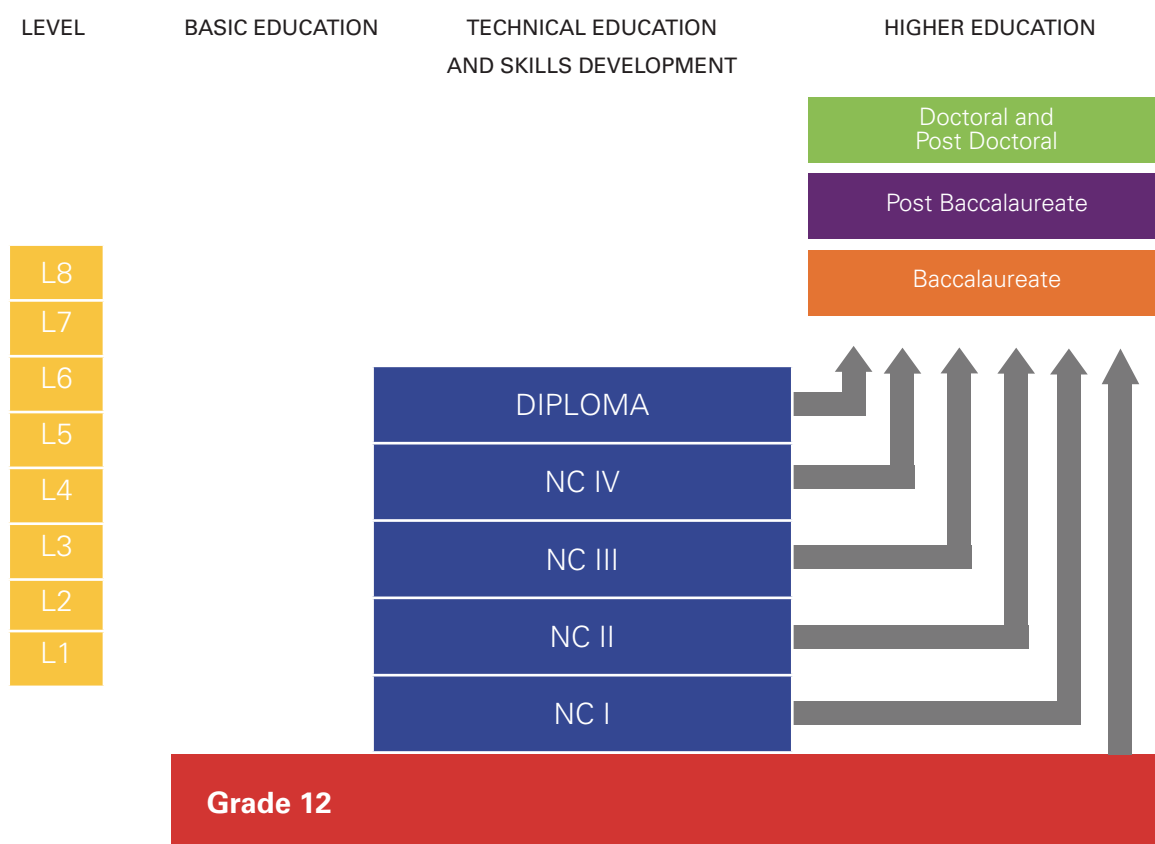 LEVEL
BASIC EDUCATION
TECHNICAL EDUCATION
AND SKILLS DEVELOPMENT
HIGHER EDUCATION
Doctoral and
Post Doctoral
Post Baccalaureate
Baccalaureate
L8
L7
L6
L5
L4
L3
L2
L1
DIPLOMA
NC IV
NC III
NC II
NC I
Grade 12